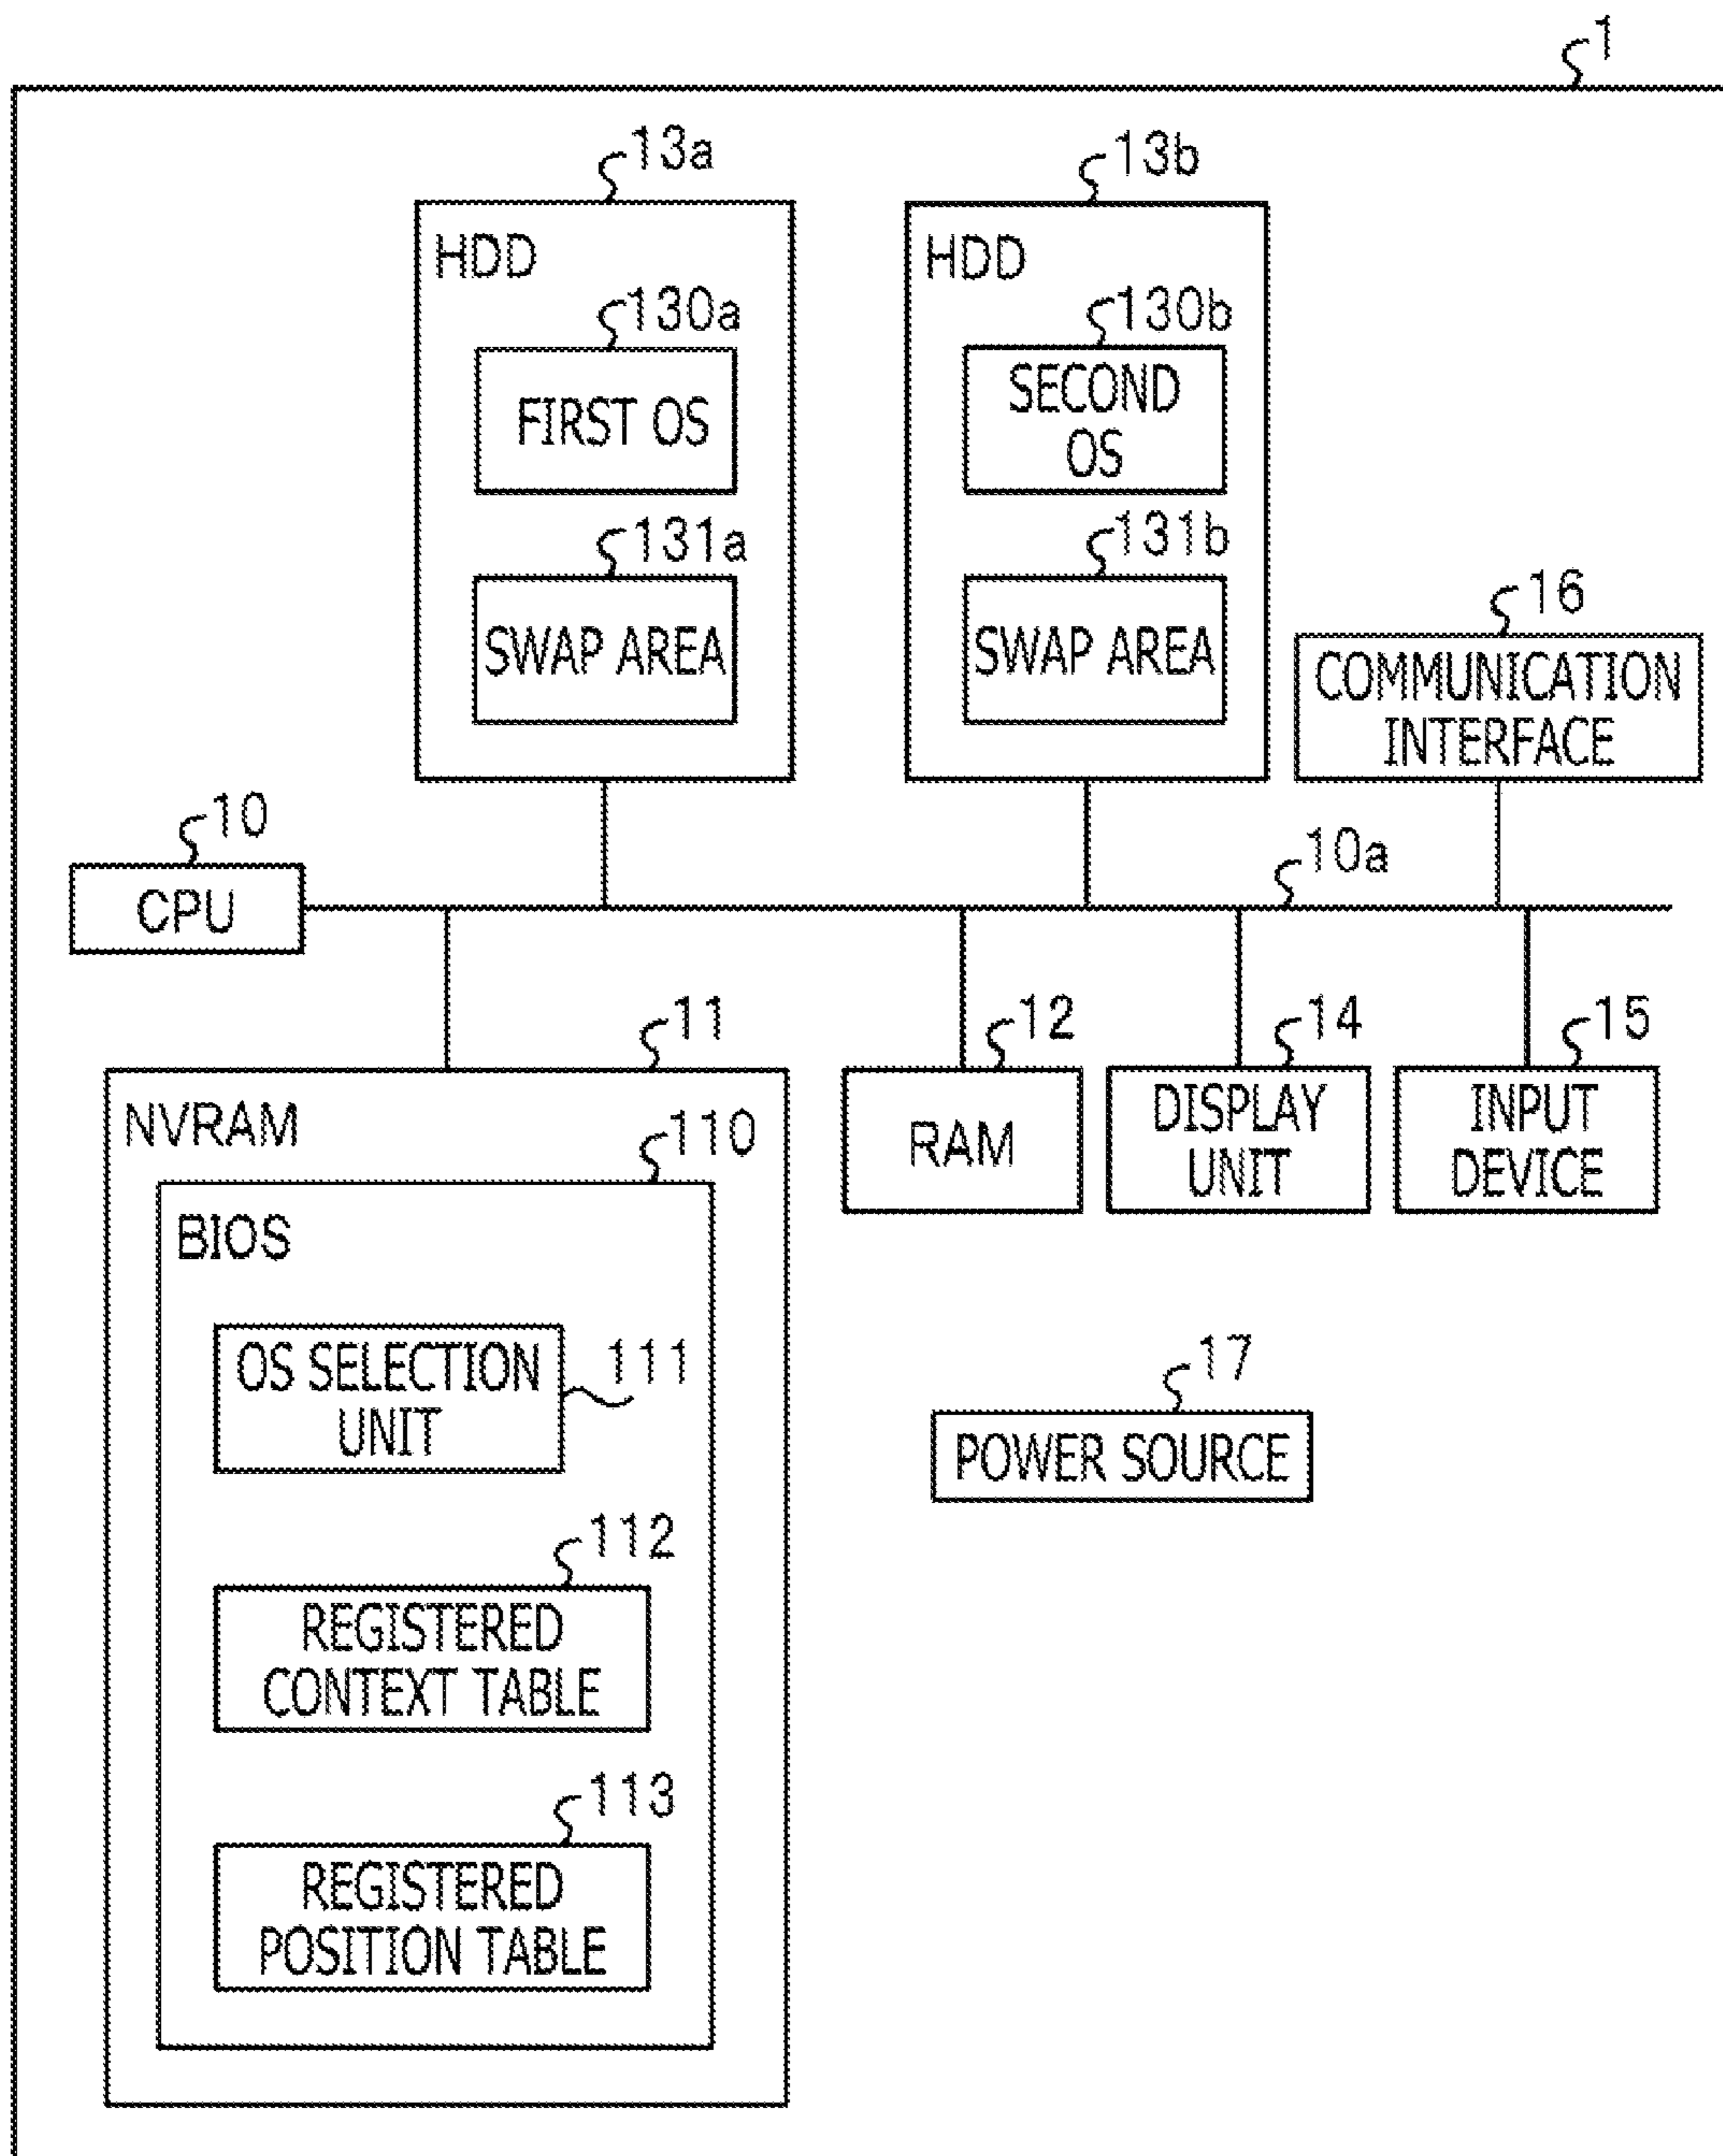 1
13a
13b
HDD
HDD
130a
130b
FIRST OS
SECOND
OS
131a
131b
SWAP AREA
SWAP AREA
16
COMMUNICATION
INTERFACE
10
CPU
10a
11
12
14
15
NVRAM
RAM
DISPLAY
UNIT
INPUT
DEVICE
110
BIOS
OS SELECTION
UNIT
111
17
POWER SOURCE
112
REGISTERED
CONTEXT TABLE
113
REGISTERED
POSITION TABLE